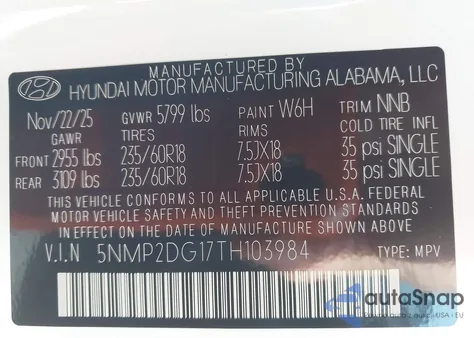 MANUFACTURED BY
HYUNDAI MOTOR MANUFACTURING ALABAMA, LLC
Nov/22/25 GVWR 5799 lbs PAINT W6H TRIM NNB
GAWR TIRES RIMS COLD TIRE INFL
FRONT 2955 lbs 235/60R18 7.5JX18 35 psi SINGLE
REAR 3109 lbs 235/60R18 7.5JX18 35 psi SINGLE
THIS VEHICLE CONFORMS TO ALL APPLICABLE U.S.A. FEDERAL
MOTOR VEHICLE SAFETY BUMPER AND THEFT PREVENTION STANDARDS
IN EFFECT ON THE DATE OF MANUFACTURE SHOWN ABOVE.
V.I.N 5NMP2DG17TH103984 TYPE: MPV
autoSnap
USA - EU